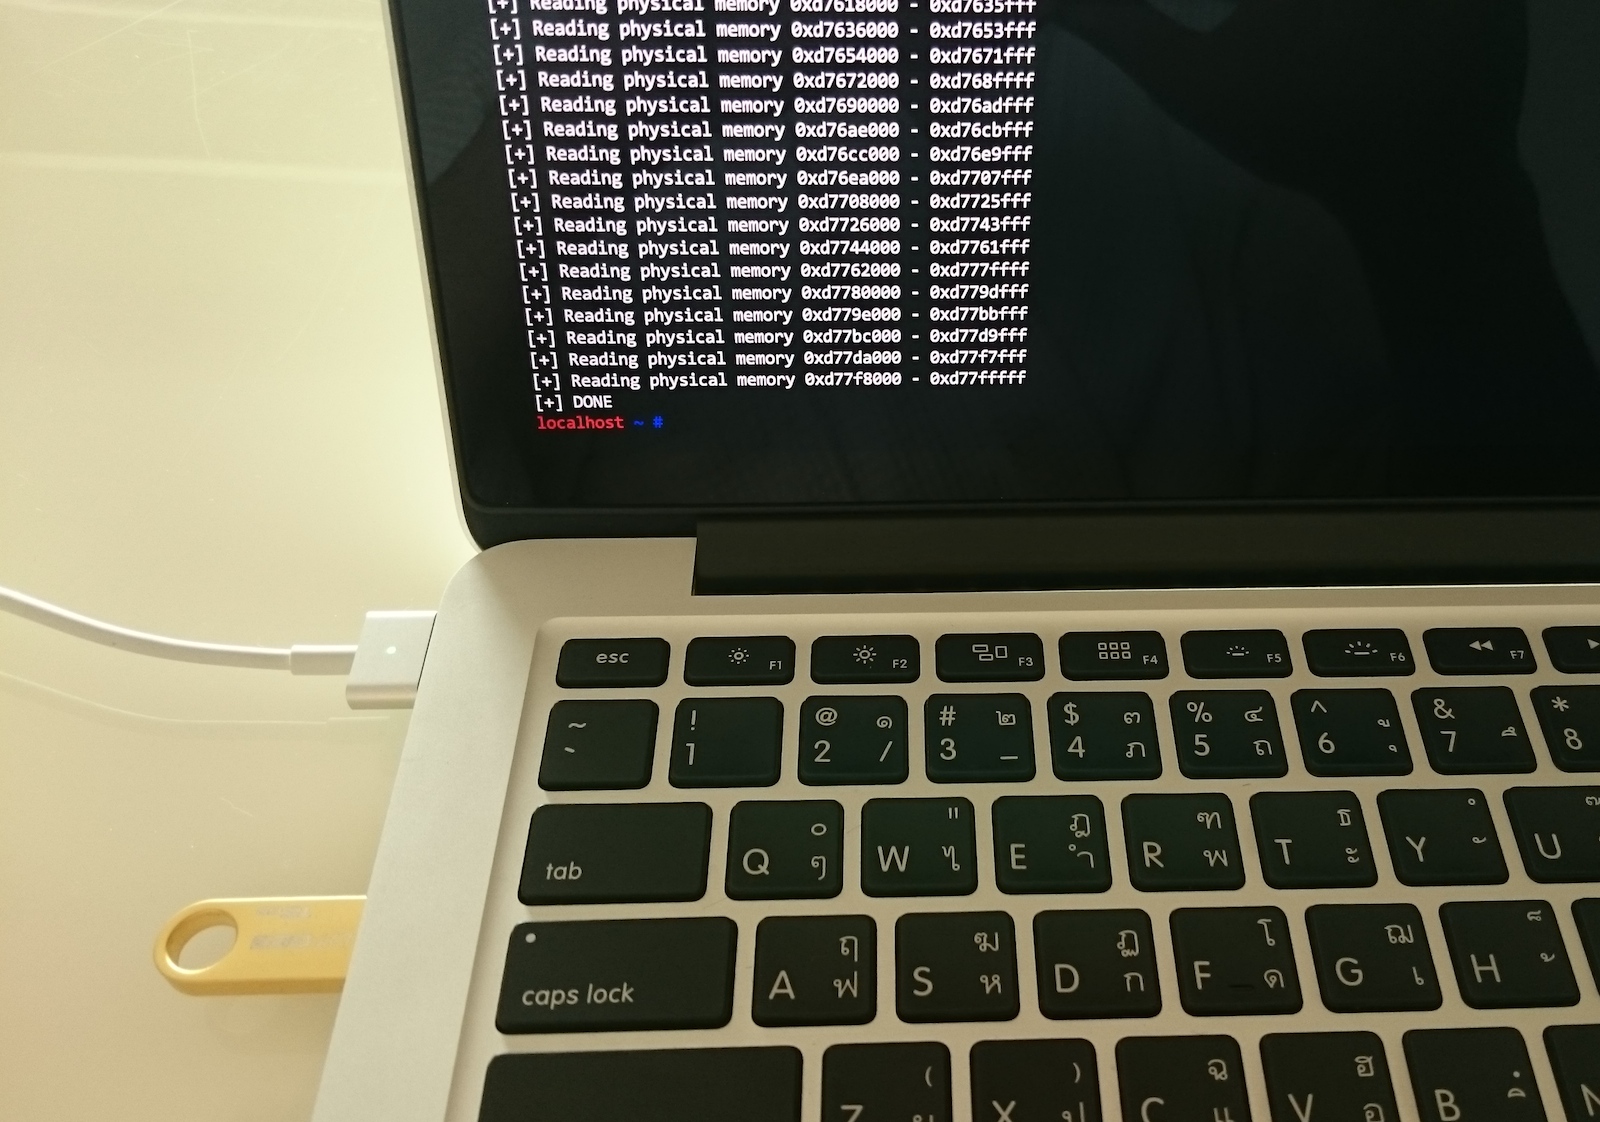 [+] Reading physical memory 0xd7618000 - 0xd7635fff
[+] Reading physical memory 0xd7636000 - 0xd7653fff
[+] Reading physical memory 0xd7654000 - 0xd7671fff
[+] Reading physical memory 0xd7672000 - 0xd768ffff
[+] Reading physical memory 0xd7690000 - 0xd76adfff
[+] Reading physical memory 0xd76ae000 - 0xd76cbfff
[+] Reading physical memory 0xd76cc000 - 0xd76e9fff
[+] Reading physical memory 0xd76ea000 - 0xd7707fff
[+] Reading physical memory 0xd7708000 - 0xd7725fff
[+] Reading physical memory 0xd7726000 - 0xd7743fff
[+] Reading physical memory 0xd7744000 - 0xd7761fff
[+] Reading physical memory 0xd7762000 - 0xd777ffff
[+] Reading physical memory 0xd7780000 - 0xd779dfff
[+] Reading physical memory 0xd779e000 - 0xd77bbfff
[+] Reading physical memory 0xd77bc000 - 0xd77d9fff
[+] Reading physical memory 0xd77da000 - 0xd77f7fff
[+] Reading physical memory 0xd77f8000 - 0xd77fffff
[+] DONE
localhost ~ #
esc F1 F2 F3 F4 F5 F6 F7
~ ! @ ๑ # ๒ $ ๓ % ๔ ^ ู & ฿ *
` 1 2 / 3 _ 4 ภ 5 ถ 6 ุ 7 ึ 8
๐ " ฎ ฑ ธ ํ
tab Q ๆ W ไ E ำ R พ T ะ Y ั U
ฤ ฆ ฏ โ ฌ ็
caps lock A ฟ S ห D ก F ด G เ H ้
( ) ฉ ฮ ฺ
Z X C V B